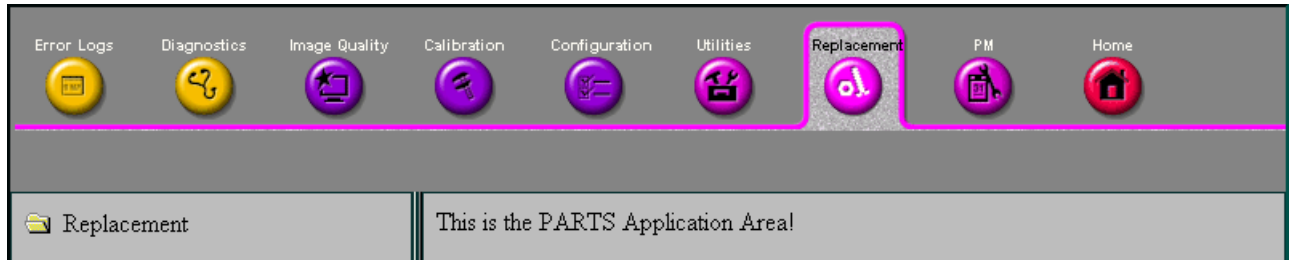 Error Logs Diagnostics Image Quality Calibration Configuration Utilities Replacement PM Home
Replacement
This is the PARTS Application Area!